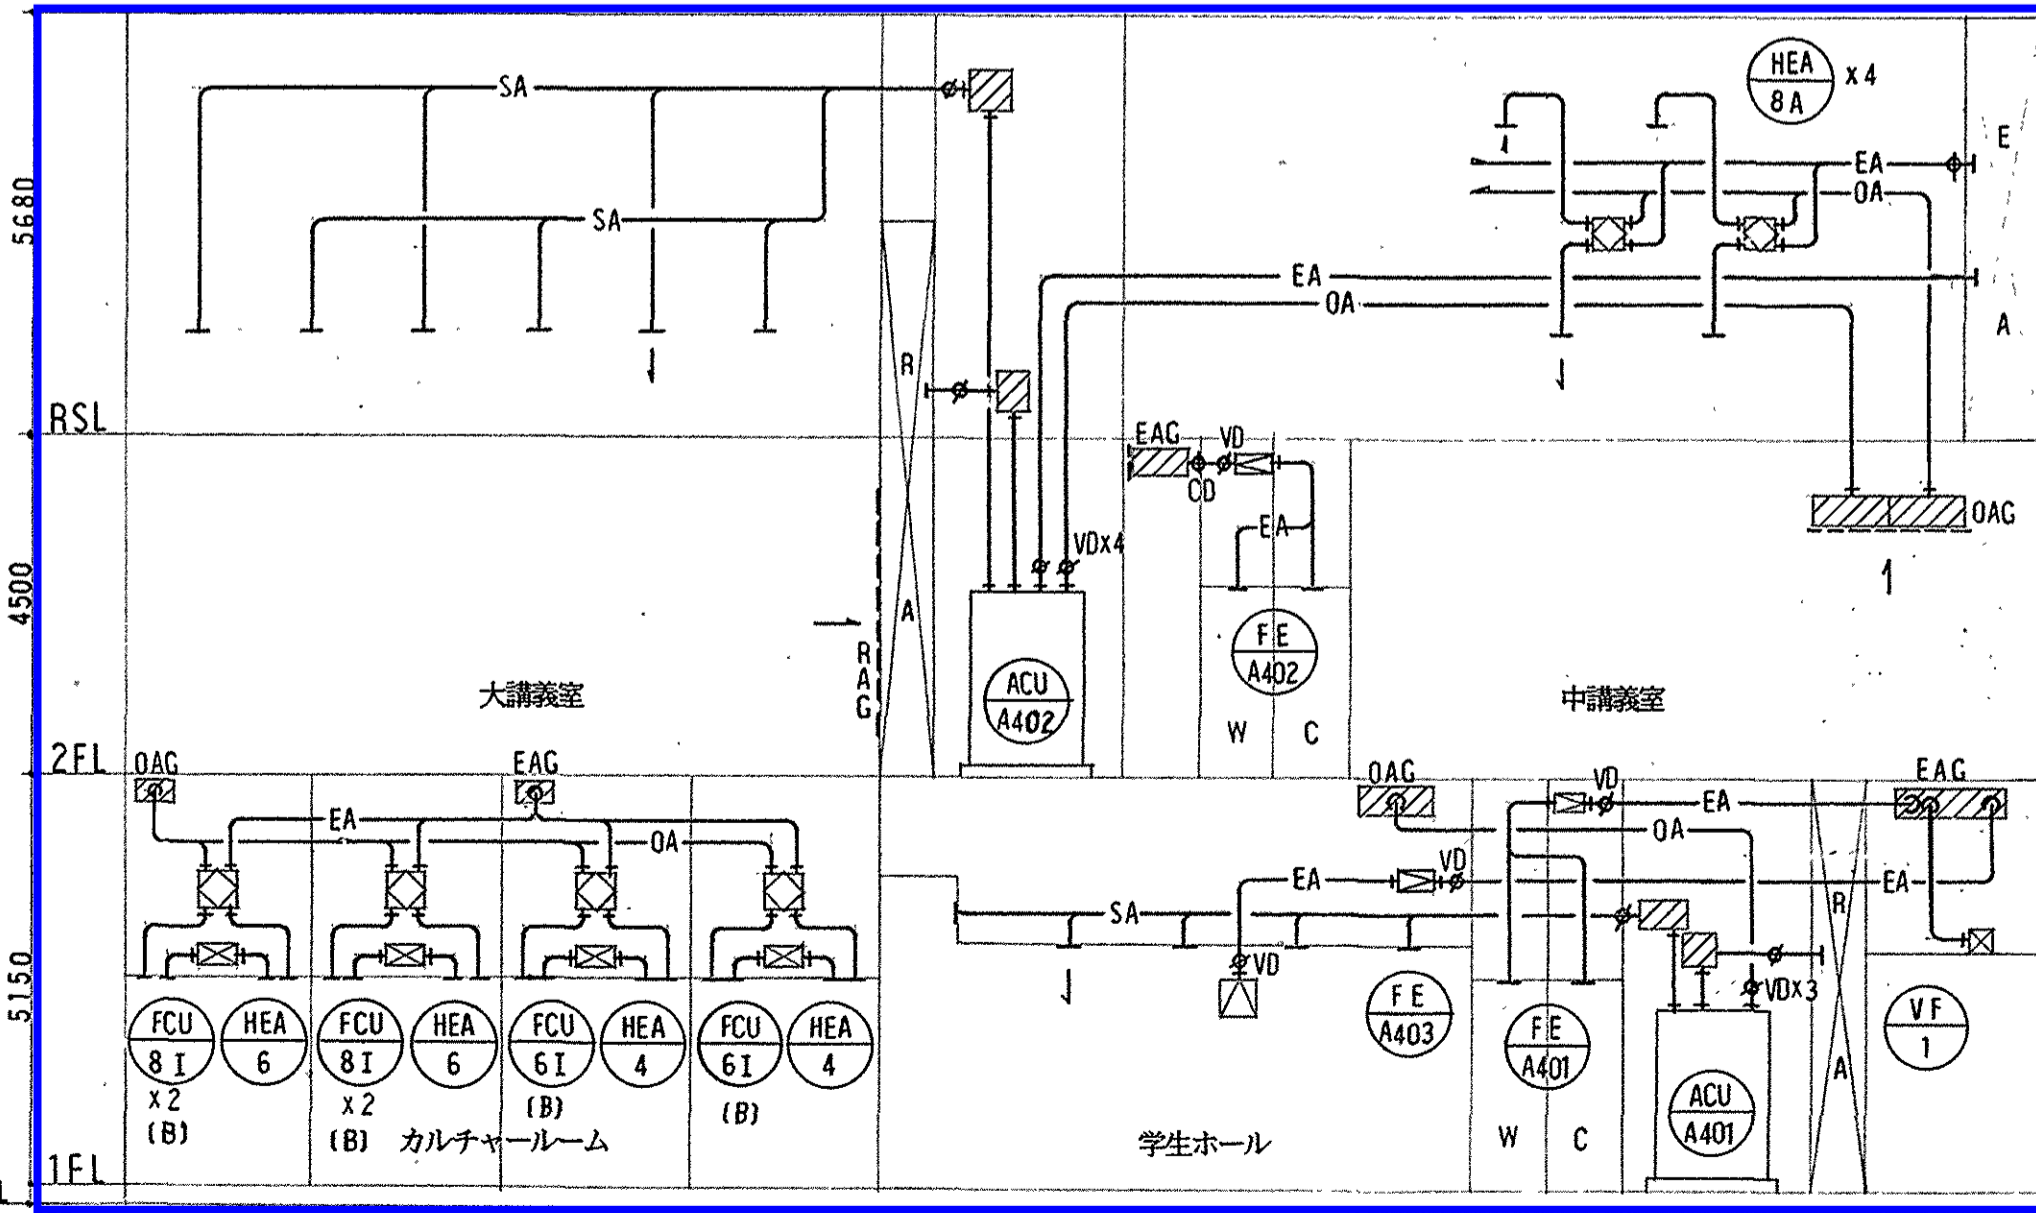 SA
HEA
8A
x4
E
EA
OA
5680
SA
EA
OA
A
R
RSL
EAG
VD
CD
OAG
EA
VDx4
4500
1
A
FE
A402
RAG
ACU
A402
大講義室
中講義室
W
C
2FL
OAG
EAG
OAG
VD
EAG
EA
EA
OA
OA
VD
EA
EA
SA
R
VD
5150
VDx3
FCU
8I
HEA
6
FCU
8I
HEA
6
FCU
6I
HEA
4
FCU
6I
HEA
4
FE
A403
FE
A401
VF
1
x2
(B)
x2
(B)
(B)
(B)
A
ACU
A401
カルチャールーム
学生ホール
W
C
1FL